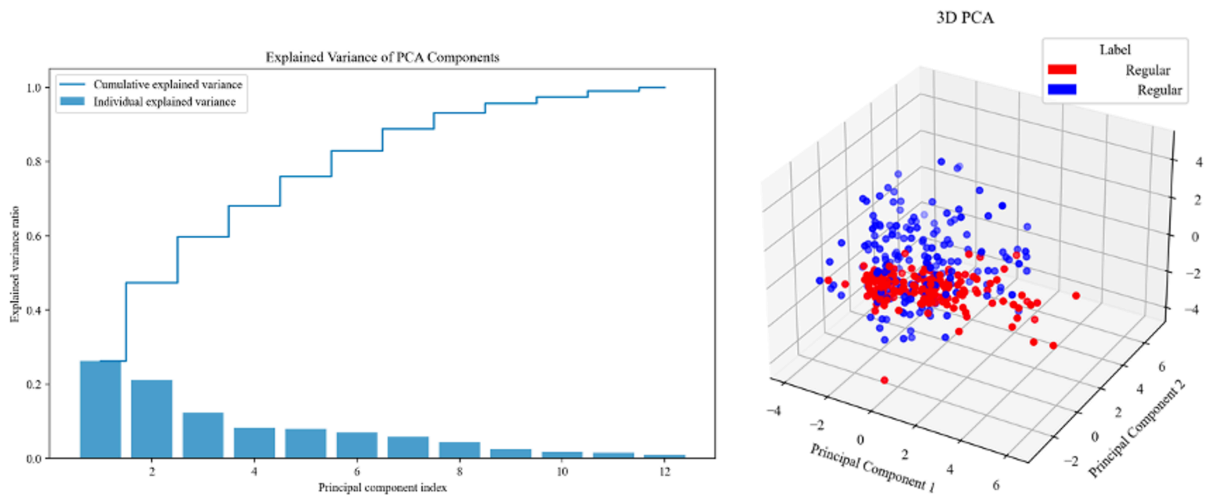 Explained Variance of PCA Components
Cumulative explained variance
Individual explained variance
1.0
0.8
0.6
0.4
0.2
0.0
Explained variance ratio
2
4
6
8
10
12
Principal component index
3D PCA
Label
Regular
Regular
4
2
0
−2
−4
−4
−2
0
2
4
6
Principal Component 1
−2
0
2
4
6
Principal Component 2